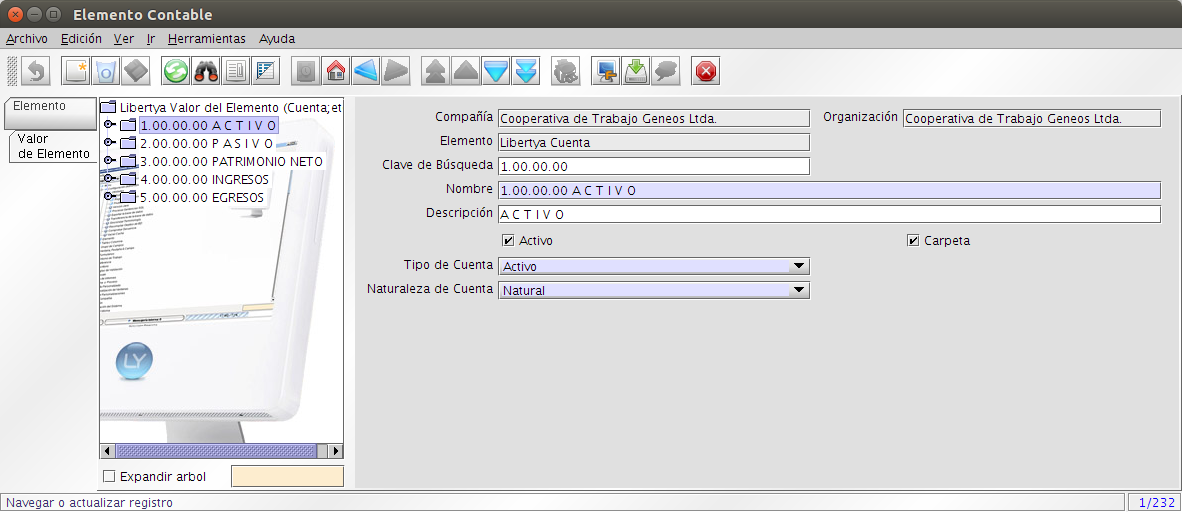 Elemento Contable
Archivo Edición Ver Ir Herramientas Ayuda
Elemento
Valor
de Elemento
Libertya Valor del Elemento (Cuenta;et
1.00.00.00 A C T I V O
2.00.00.00 P A S I V O
3.00.00.00 PATRIMONIO NETO
4.00.00.00 INGRESOS
5.00.00.00 EGRESOS
LY
Expandir arbol
Compañía Cooperativa de Trabajo Geneos Ltda. Organización Cooperativa de Trabajo Geneos Ltda.
Elemento Libertya Cuenta
Clave de Búsqueda 1.00.00.00
Nombre 1.00.00.00 A C T I V O
Descripción A C T I V O
Activo Carpeta
Tipo de Cuenta Activo
Naturaleza de Cuenta Natural
Navegar o actualizar registro 1/232